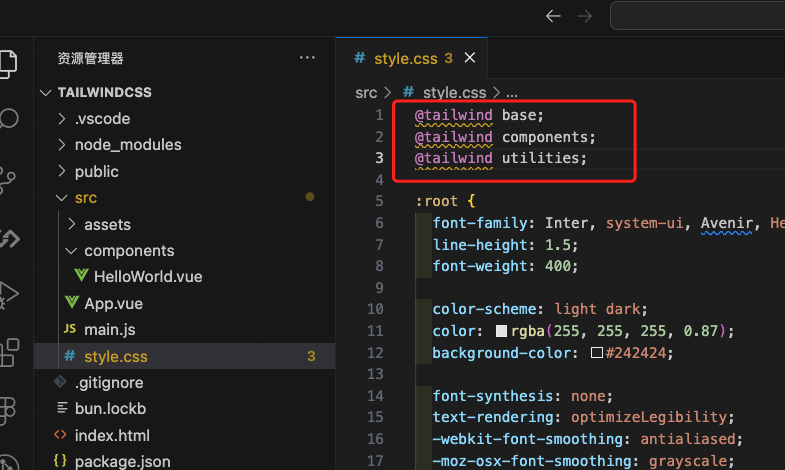 资源管理器 ···
TAILWINDCSS
.vscode
node_modules
public
src
assets
components
HelloWorld.vue
App.vue
JS main.js
# style.css 3
.gitignore
bun.lockb
index.html
{} package.json
# style.css 3
src > # style.css > ...
1 @tailwind base;
2 @tailwind components;
3 @tailwind utilities;
4
5 :root {
6 font-family: Inter, system-ui, Avenir, He
7 line-height: 1.5;
8 font-weight: 400;
9
10 color-scheme: light dark;
11 color: rgba(255, 255, 255, 0.87);
12 background-color: #242424;
13
14 font-synthesis: none;
15 text-rendering: optimizeLegibility;
16 -webkit-font-smoothing: antialiased;
17 -moz-osx-font-smoothing: grayscale;